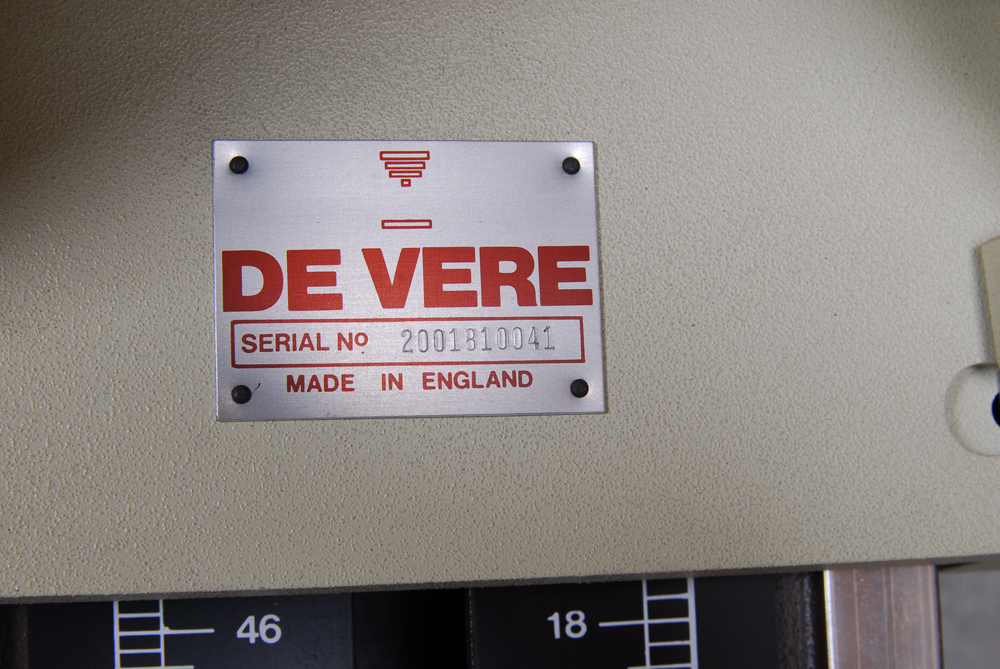 DE VERE
SERIAL Nº 2001810041
MADE IN ENGLAND
46 18